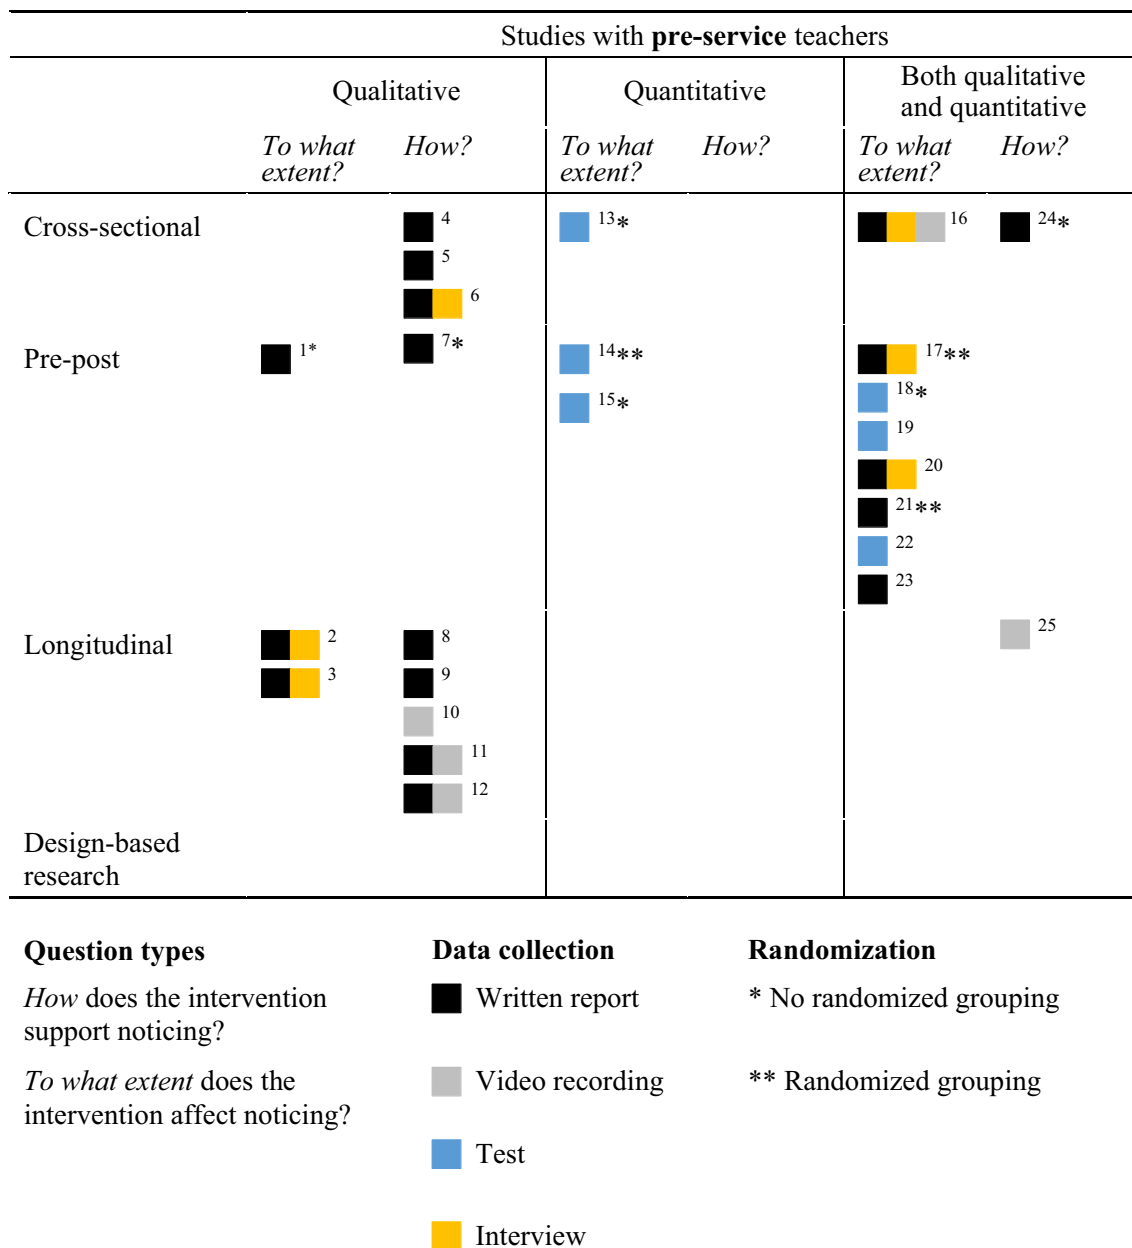 Studies with pre-service teachers
Qualitative Quantitative Both qualitative
and quantitative
To what How? To what How? To what How?
extent? extent? extent?
Cross-sectional 4 13* 16 24*
5
6
Pre-post 1* 7* 14** 17**
15* 18*
19
20
21**
22
23
Longitudinal 2 8 25
3 9
10
11
12
Design-based
research
Question types Data collection Randomization
How does the intervention Written report * No randomized grouping
support noticing?
To what extent does the Video recording ** Randomized grouping
intervention affect noticing?
Test
Interview